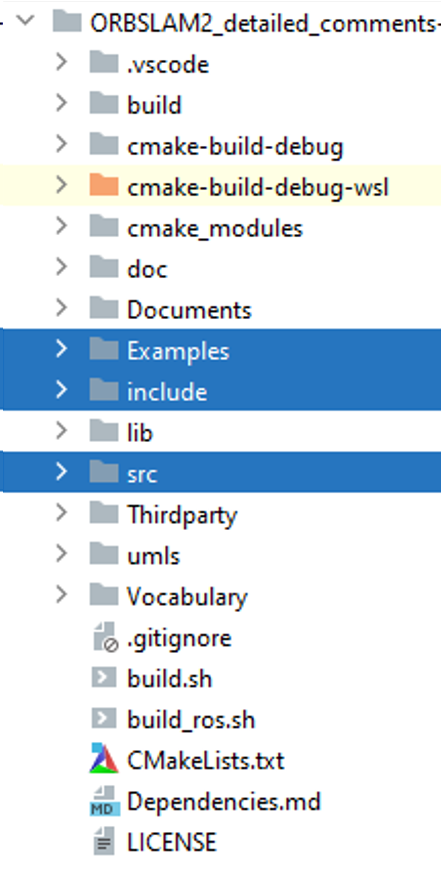 ORBSLAM2_detailed_comments-
.vscode
build
cmake-build-debug
cmake-build-debug-wsl
cmake_modules
doc
Documents
Examples
include
lib
src
Thirdparty
umls
Vocabulary
.gitignore
build.sh
build_ros.sh
CMakeLists.txt
MD Dependencies.md
LICENSE